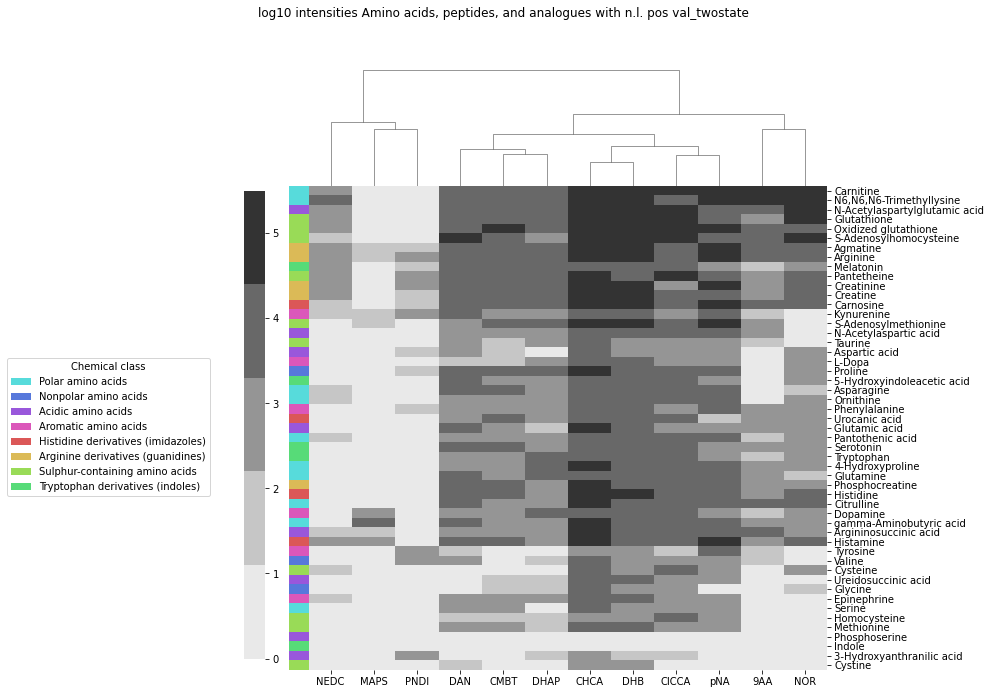 log10 intensities Amino acids, peptides, and analogues with n.l. pos val_twostate
Carnitine
N6,N6,N6-Trimethyllysine
N-Acetylaspartylglutamic acid
Glutathione
Oxidized glutathione
S-Adenosylhomocysteine
Agmatine
Arginine
Melatonin
Pantetheine
Creatinine
Creatine
Carnosine
Kynurenine
S-Adenosylmethionine
N-Acetylaspartic acid
Taurine
Aspartic acid
L-Dopa
Proline
5-Hydroxyindoleacetic acid
Asparagine
Ornithine
Phenylalanine
Urocanic acid
Glutamic acid
Pantothenic acid
Serotonin
Tryptophan
4-Hydroxyproline
Glutamine
Phosphocreatine
Histidine
Citrulline
Dopamine
gamma-Aminobutyric acid
Argininosuccinic acid
Histamine
Tyrosine
Valine
Cysteine
Ureidosuccinic acid
Glycine
Epinephrine
Serine
Homocysteine
Methionine
Phosphoserine
Indole
3-Hydroxyanthranilic acid
Cystine
5
4
3
2
1
0
Chemical class
Polar amino acids
Nonpolar amino acids
Acidic amino acids
Aromatic amino acids
Histidine derivatives (imidazoles)
Arginine derivatives (guanidines)
Sulphur-containing amino acids
Tryptophan derivatives (indoles)
NEDC MAPS PNDI DAN CMBT DHAP CHCA DHB ClCCA pNA 9AA NOR